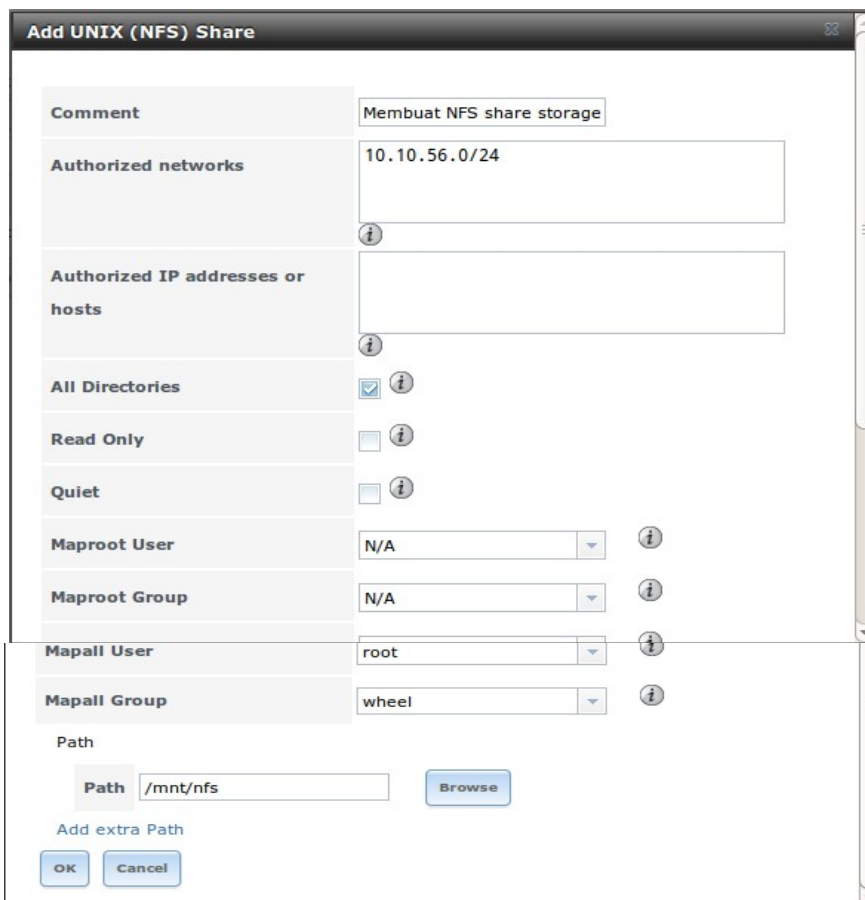 Add UNIX (NFS) Share
Comment
Membuat NFS share storage
Authorized networks
10.10.56.0/24
Authorized IP addresses or
hosts
All Directories
Read Only
Quiet
Maproot User
N/A
Maproot Group
N/A
Mapall User
root
Mapall Group
wheel
Path
Path
/mnt/nfs
Browse
Add extra Path
OK
Cancel